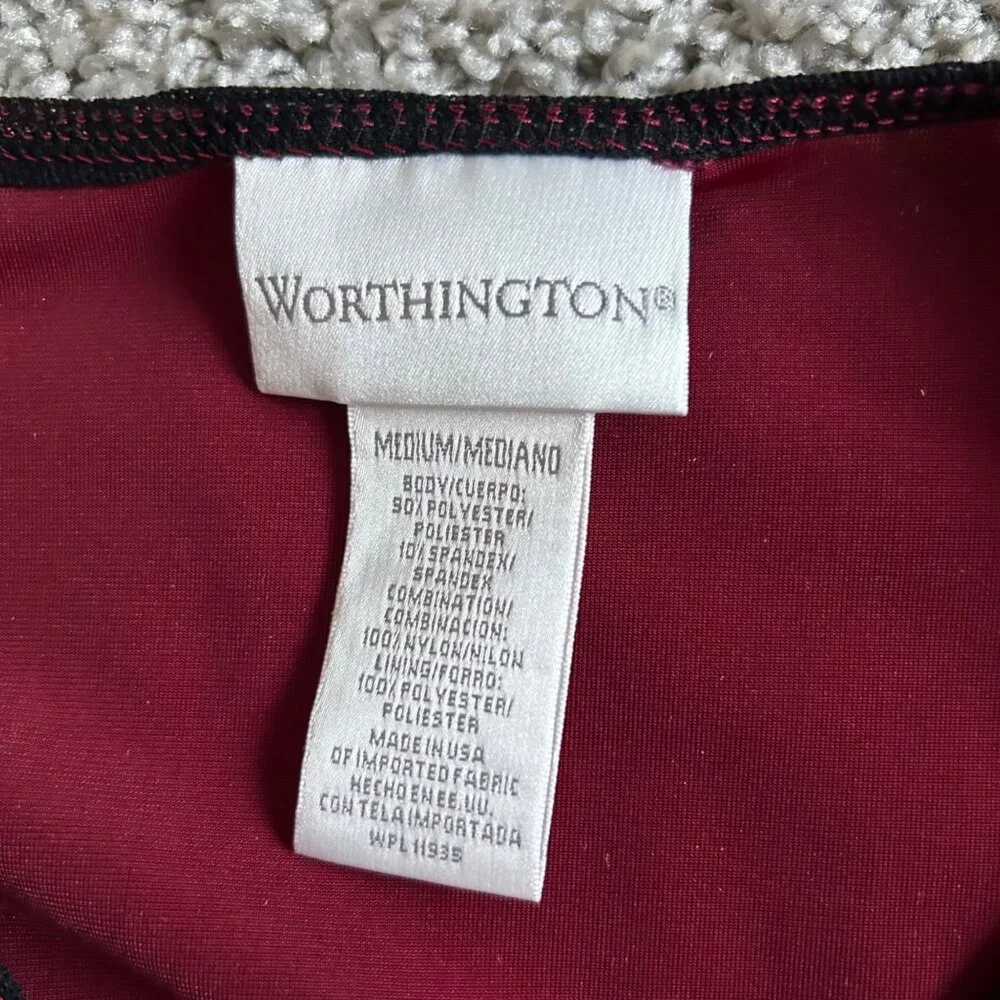 WORTHINGTON®
MEDIUM/MEDIANO
BODY/CUERPO:
90% POLYESTER/
POLIESTER
10% SPANDEX/
SPANDEX
COMBINATION/
COMBINACION:
100% NYLON/NILON
LINING/FORRO:
100% POLYESTER/
POLIESTER
MADE IN USA
OF IMPORTED FABRIC
HECHO EN EE.UU.
CON TELA IMPORTADA
WPL 11935